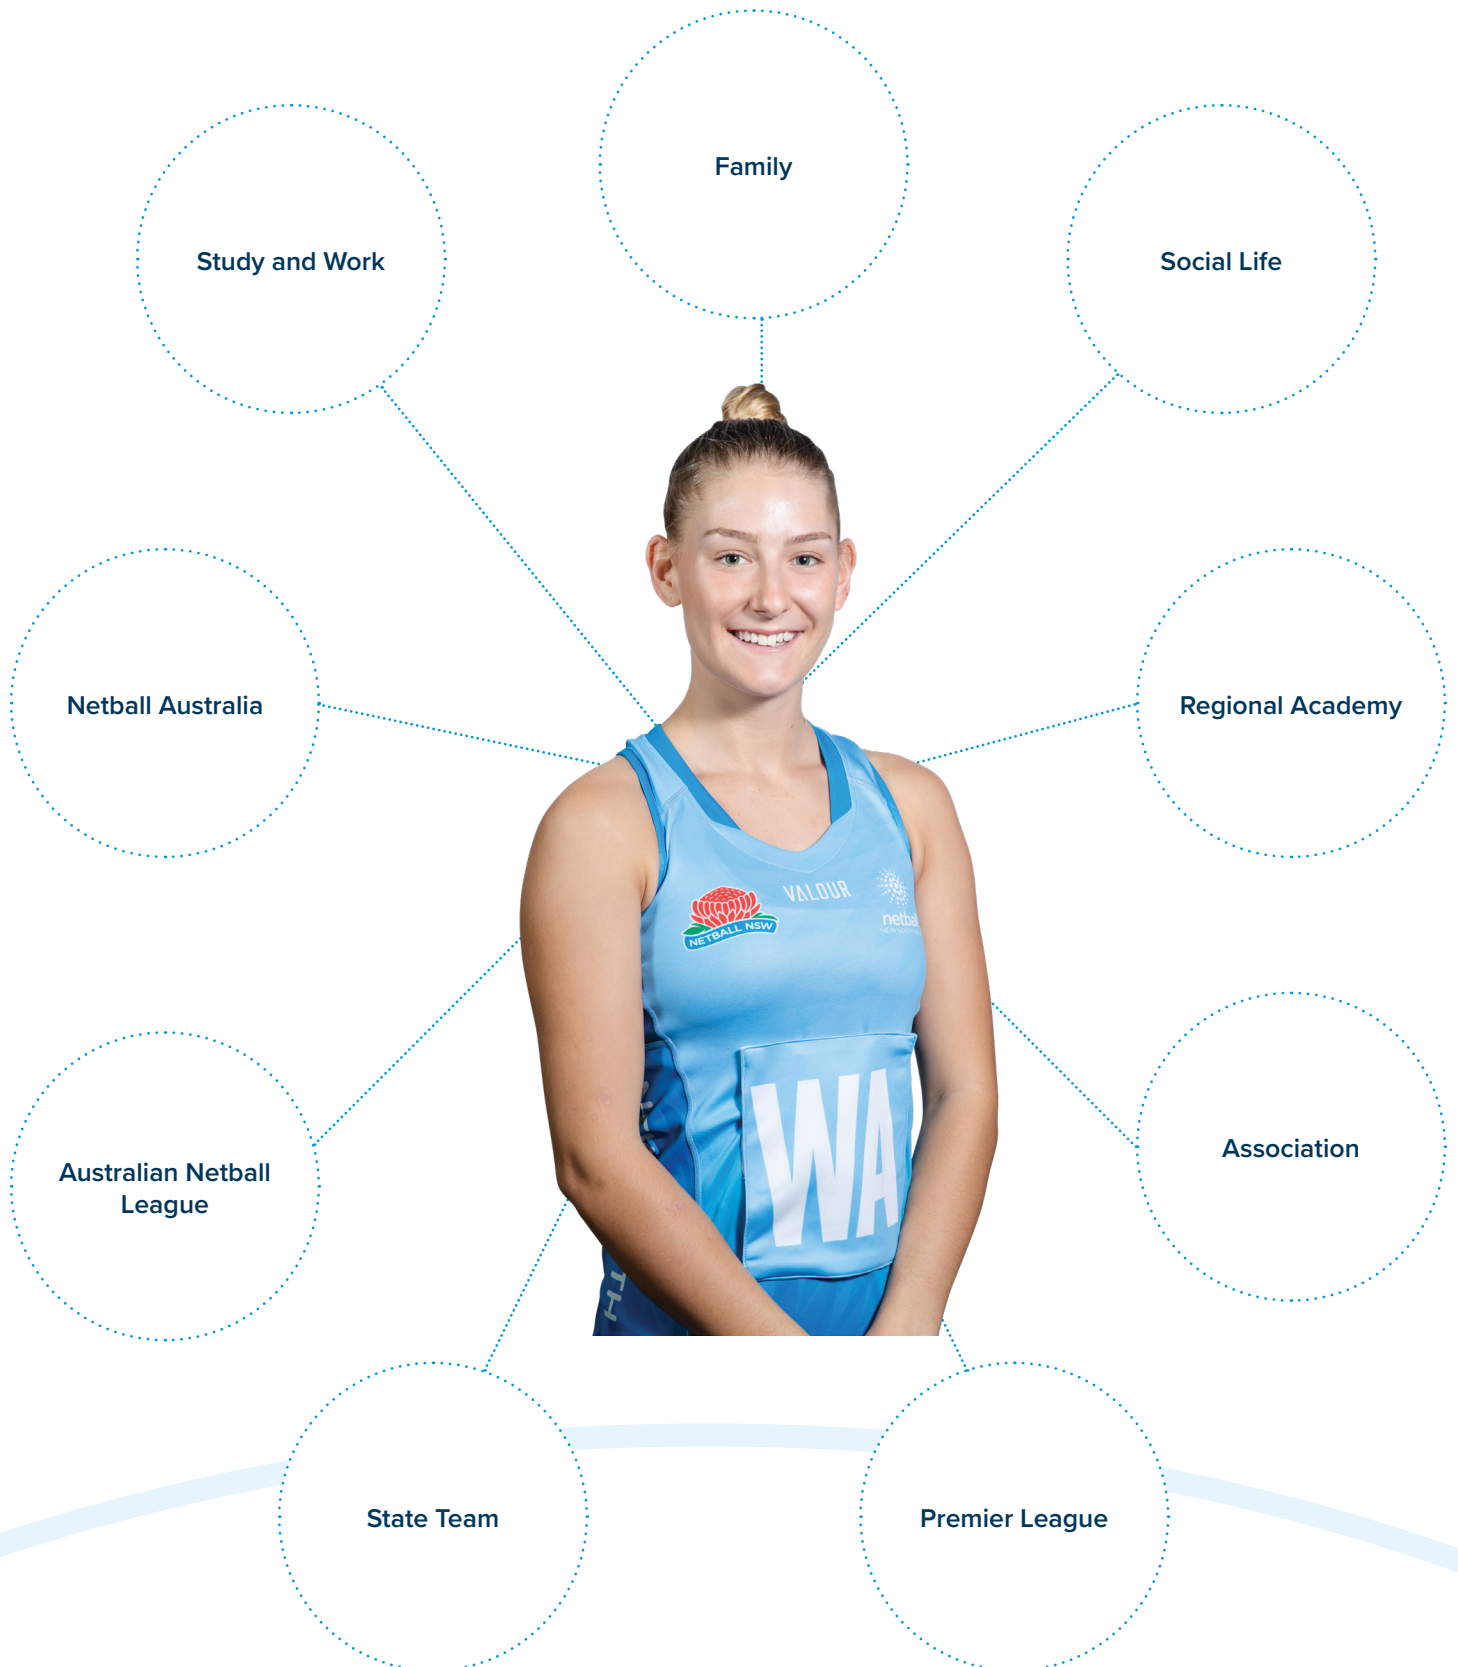 Family
Study and Work
Social Life
Netball Australia
Regional Academy
VALOUR
NETBALL NSW
WA
Association
Australian Netball
League
TH
State Team
Premier League